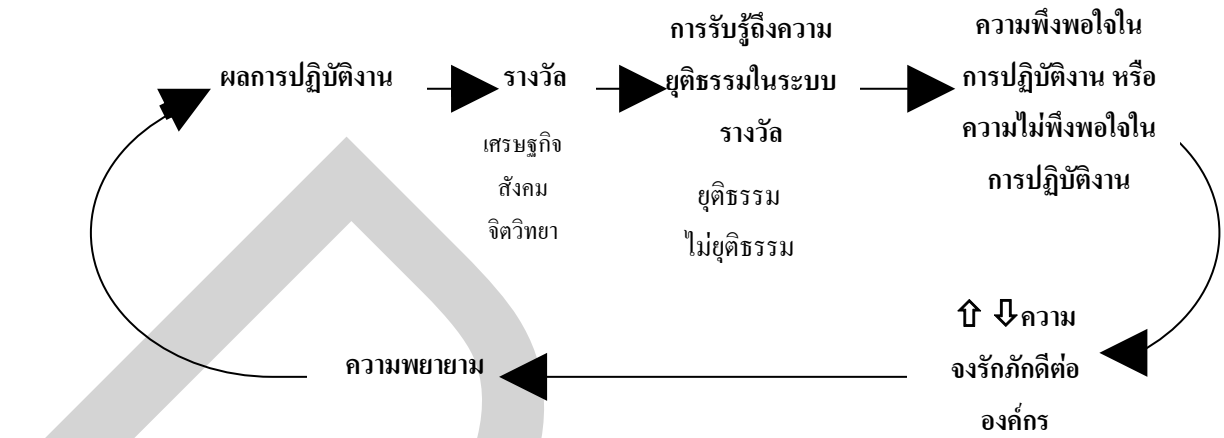 ผลการปฏิบัติงาน
รางวัล
เศรษฐกิจ
สังคม
จิตวิทยา
การรับรู้ถึงความ
ยุติธรรมในระบบ
รางวัล
ยุติธรรม
ไม่ยุติธรรม
ความพึงพอใจใน
การปฏิบัติงาน หรือ
ความไม่พึงพอใจใน
การปฏิบัติงาน
⇧ ⇩ ความ
จงรักภักดีต่อ
องค์กร
ความพยายาม